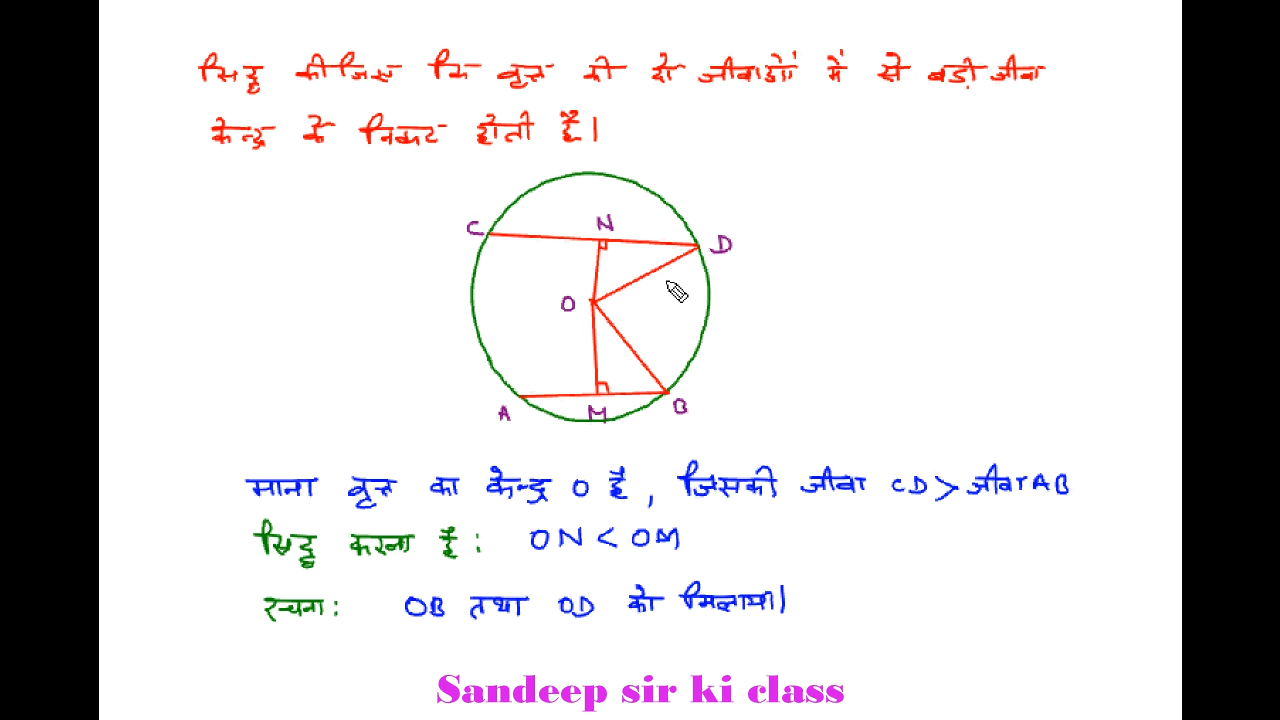 सिद्ध कीजिए कि वृत्त की दो जीवाओं में से बड़ी जीवा
केन्द्र के निकट होती है।
C N D
O
A M B
माना वृत्त का केन्द्र O है, जिसकी जीवा CD > जीवा AB
सिद्ध करना है: ON < OM
रचना: OB तथा OD को मिलाया।
Sandeep sir ki class